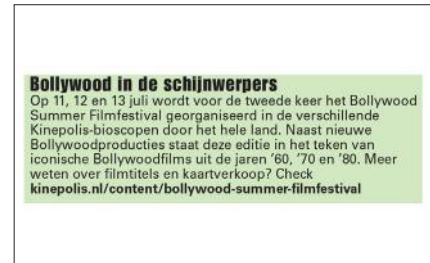 Bollywood in de schijnwerpers
Op 11, 12 en 13 juli wordt voor de tweede keer het Bollywood
Summer Filmfestival georganiseerd in de verschillende
Kinepolis-bioscopen door het hele land. Naast nieuwe
Bollywoodproducties staat deze editie in het teken van
iconische Bollywoodfilms uit de jaren ’60, ’70 en ’80. Meer
weten over filmtitels en kaartverkoop? Check
kinepolis.nl/content/bollywood-summer-filmfestival